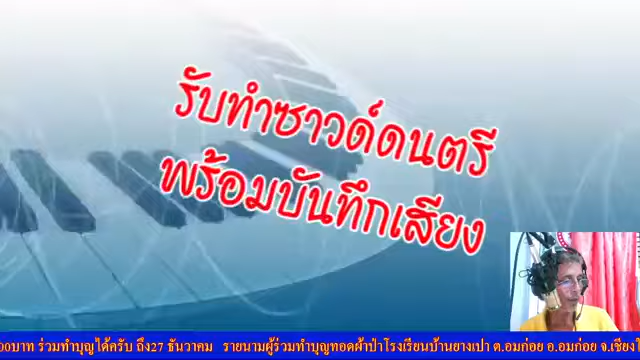 รับทำซาวด์ดนตรี
พร้อมบันทึกเสียง
00บาท ร่วมทำบุญได้ครับ ถึง27 ธันวาคม รายนามผู้ร่วมทำบุญทอดผ้าป่าโรงเรียนบ้านยางเปา ต.อมก๋อย อ.อมก๋อย จ.เชียงใ